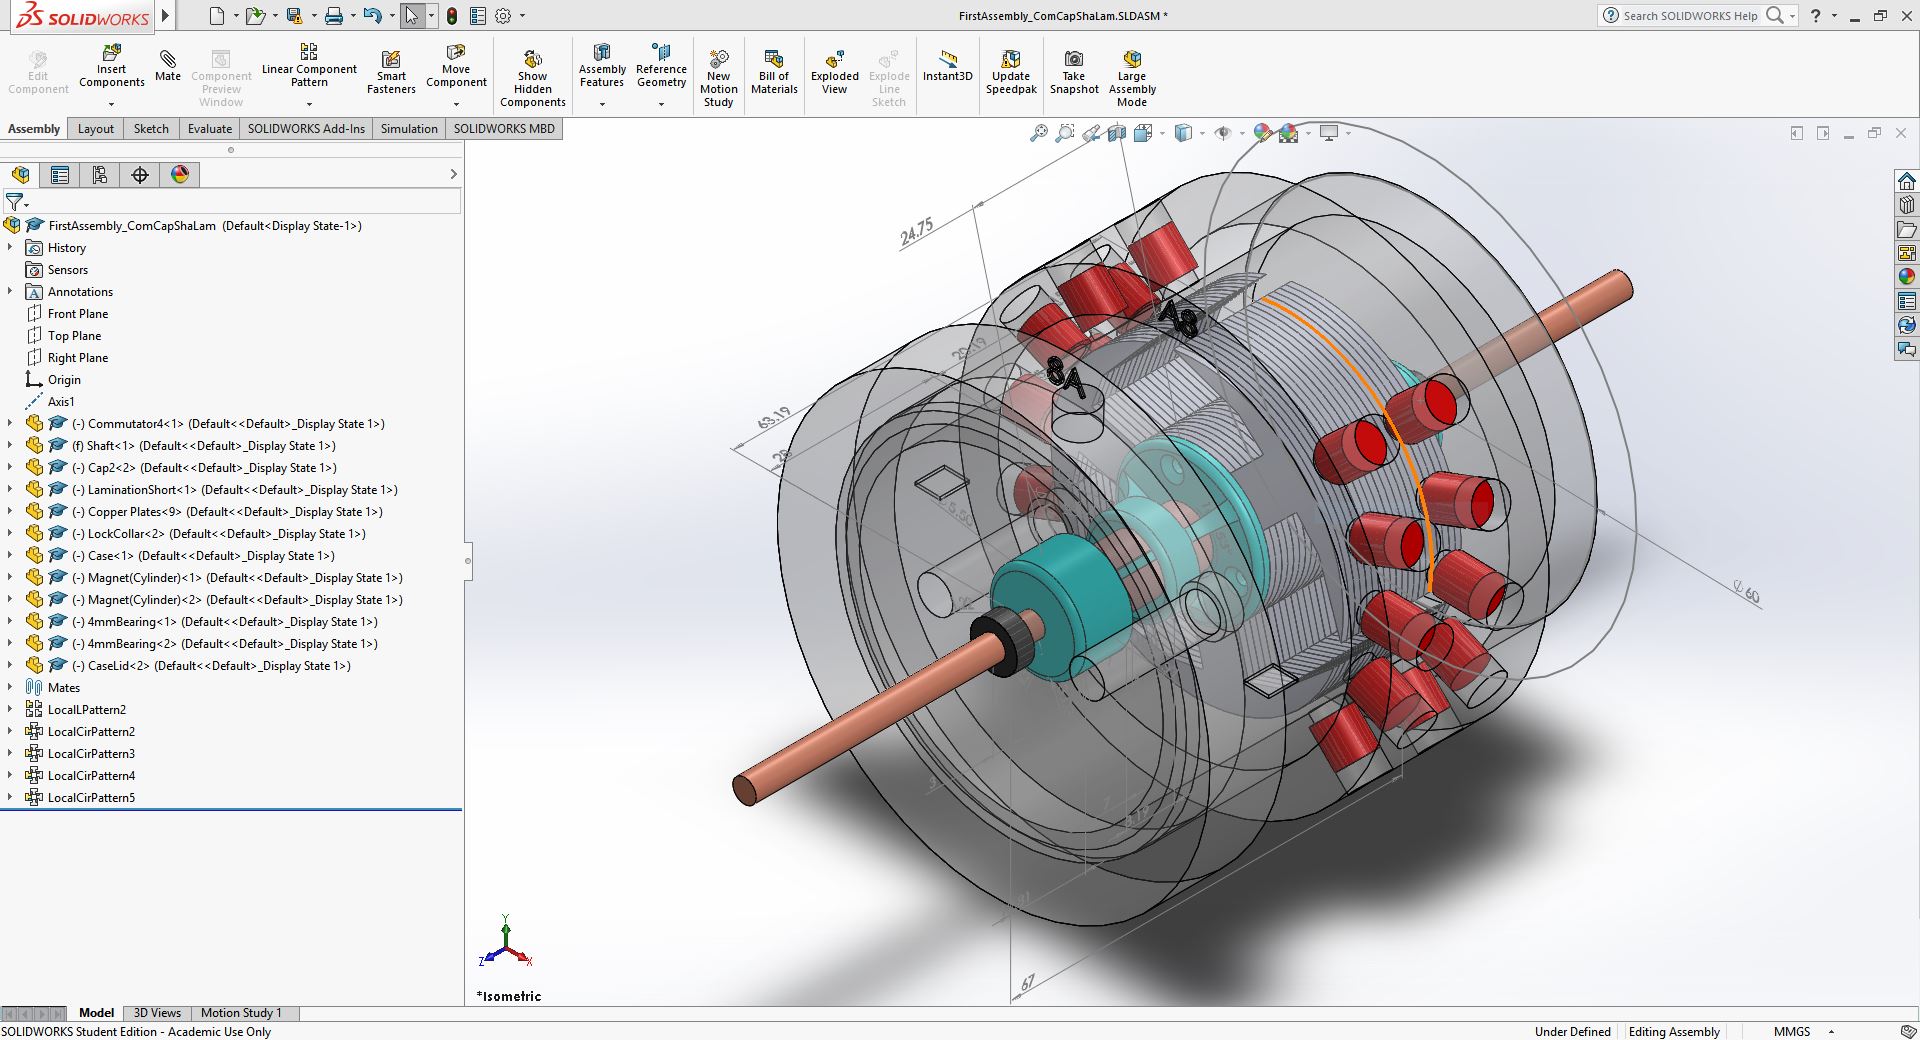 SOLIDWORKS
FirstAssembly_ComCapShaLam.SLDASM *
Search SOLIDWORKS Help
Edit Component
Insert Components
Mate
Component Preview Window
Linear Component Pattern
Smart Fasteners
Move Component
Show Hidden Components
Assembly Features
Reference Geometry
New Motion Study
Bill of Materials
Exploded View
Explode Line Sketch
Instant3D
Update Speedpak
Take Snapshot
Large Assembly Mode
Assembly
Layout
Sketch
Evaluate
SOLIDWORKS Add-Ins
Simulation
SOLIDWORKS MBD
FirstAssembly_ComCapShaLam (Default<Display State-1>)
History
Sensors
Annotations
Front Plane
Top Plane
Right Plane
Origin
Axis1
(-) Commutator4<1> (Default<<Default>_Display State 1>)
(f) Shaft<1> (Default<<Default>_Display State 1>)
(-) Cap2<2> (Default<<Default>_Display State 1>)
(-) LaminationShort<1> (Default<<Default>_Display State 1>)
(-) Copper Plates<9> (Default<<Default>_Display State 1>)
(-) LockCollar<2> (Default<<Default>_Display State 1>)
(-) Case<1> (Default<<Default>_Display State 1>)
(-) Magnet(Cylinder)<1> (Default<<Default>_Display State 1>)
(-) Magnet(Cylinder)<2> (Default<<Default>_Display State 1>)
(-) 4mmBearing<1> (Default<<Default>_Display State 1>)
(-) 4mmBearing<2> (Default<<Default>_Display State 1>)
(-) CaseLid<2> (Default<<Default>_Display State 1>)
Mates
LocalLPattern2
LocalCirPattern2
LocalCirPattern3
LocalCirPattern4
LocalCirPattern5
24.75
63.19
8A
A8
Ø60
67
Y
Z
X
*Isometric
Model
3D Views
Motion Study 1
SOLIDWORKS Student Edition - Academic Use Only
Under Defined
Editing Assembly
MMGS